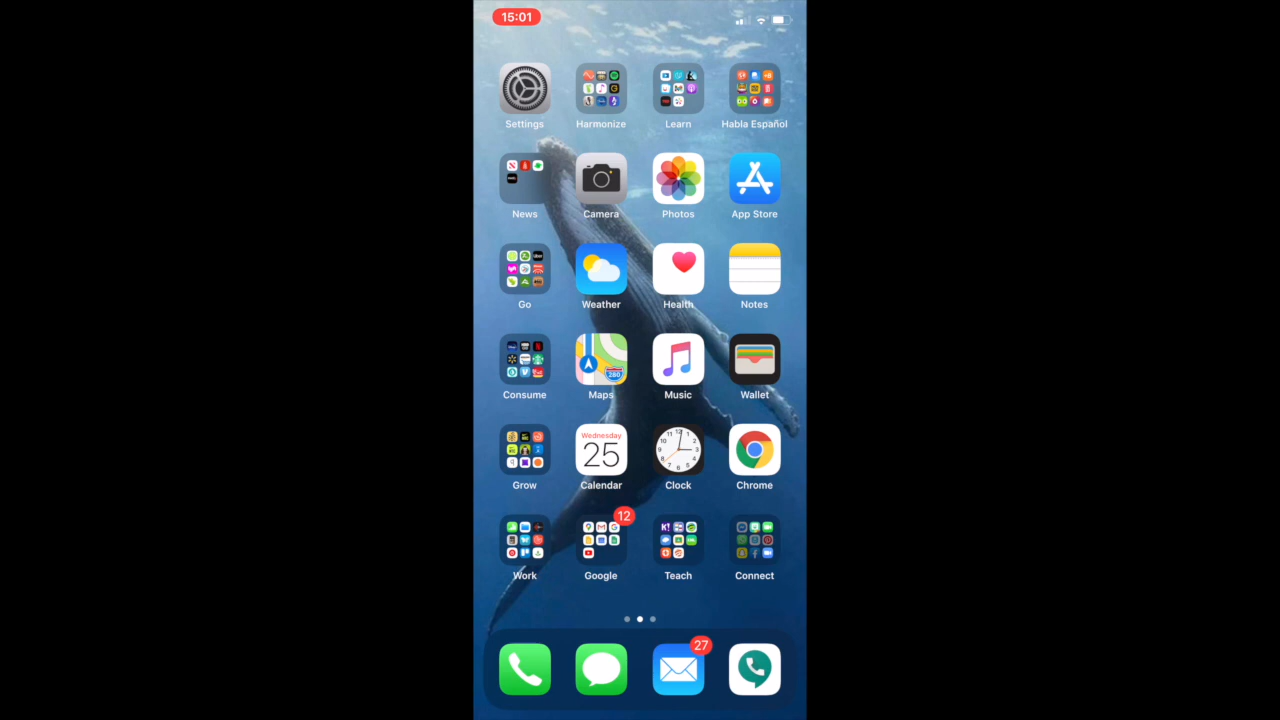 15:01
Settings
Harmonize
Learn
Habla Español
News
Camera
Photos
App Store
Go
Weather
Health
Notes
280
Consume
Maps
Music
Wallet
Wednesday
25
Grow
Calendar
Clock
Chrome
12
Work
Google
Teach
Connect
27